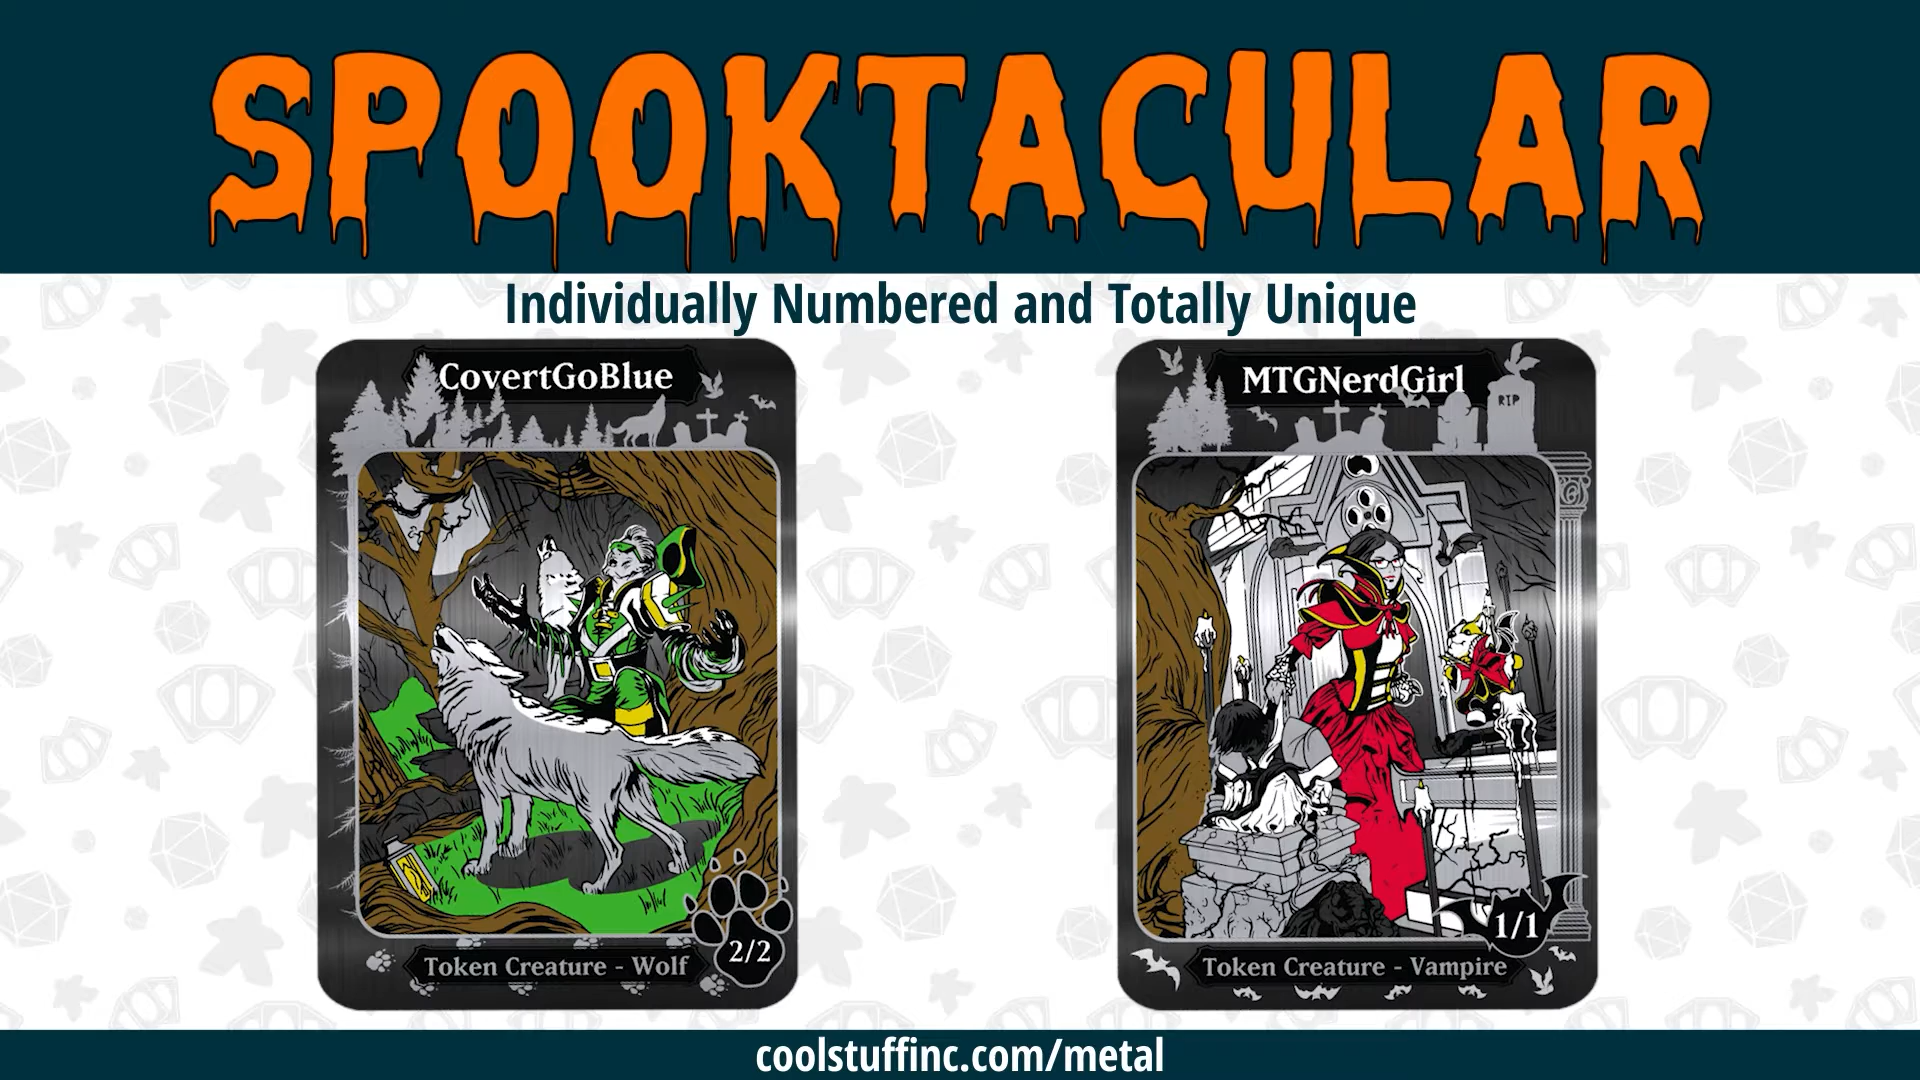 SPOOKTACULAR
Individually Numbered and Totally Unique
CovertGoBlue
MTGNerdGirl
RIP
2/2
1/1
Token Creature - Wolf
Token Creature - Vampire
coolstuffinc.com/metal